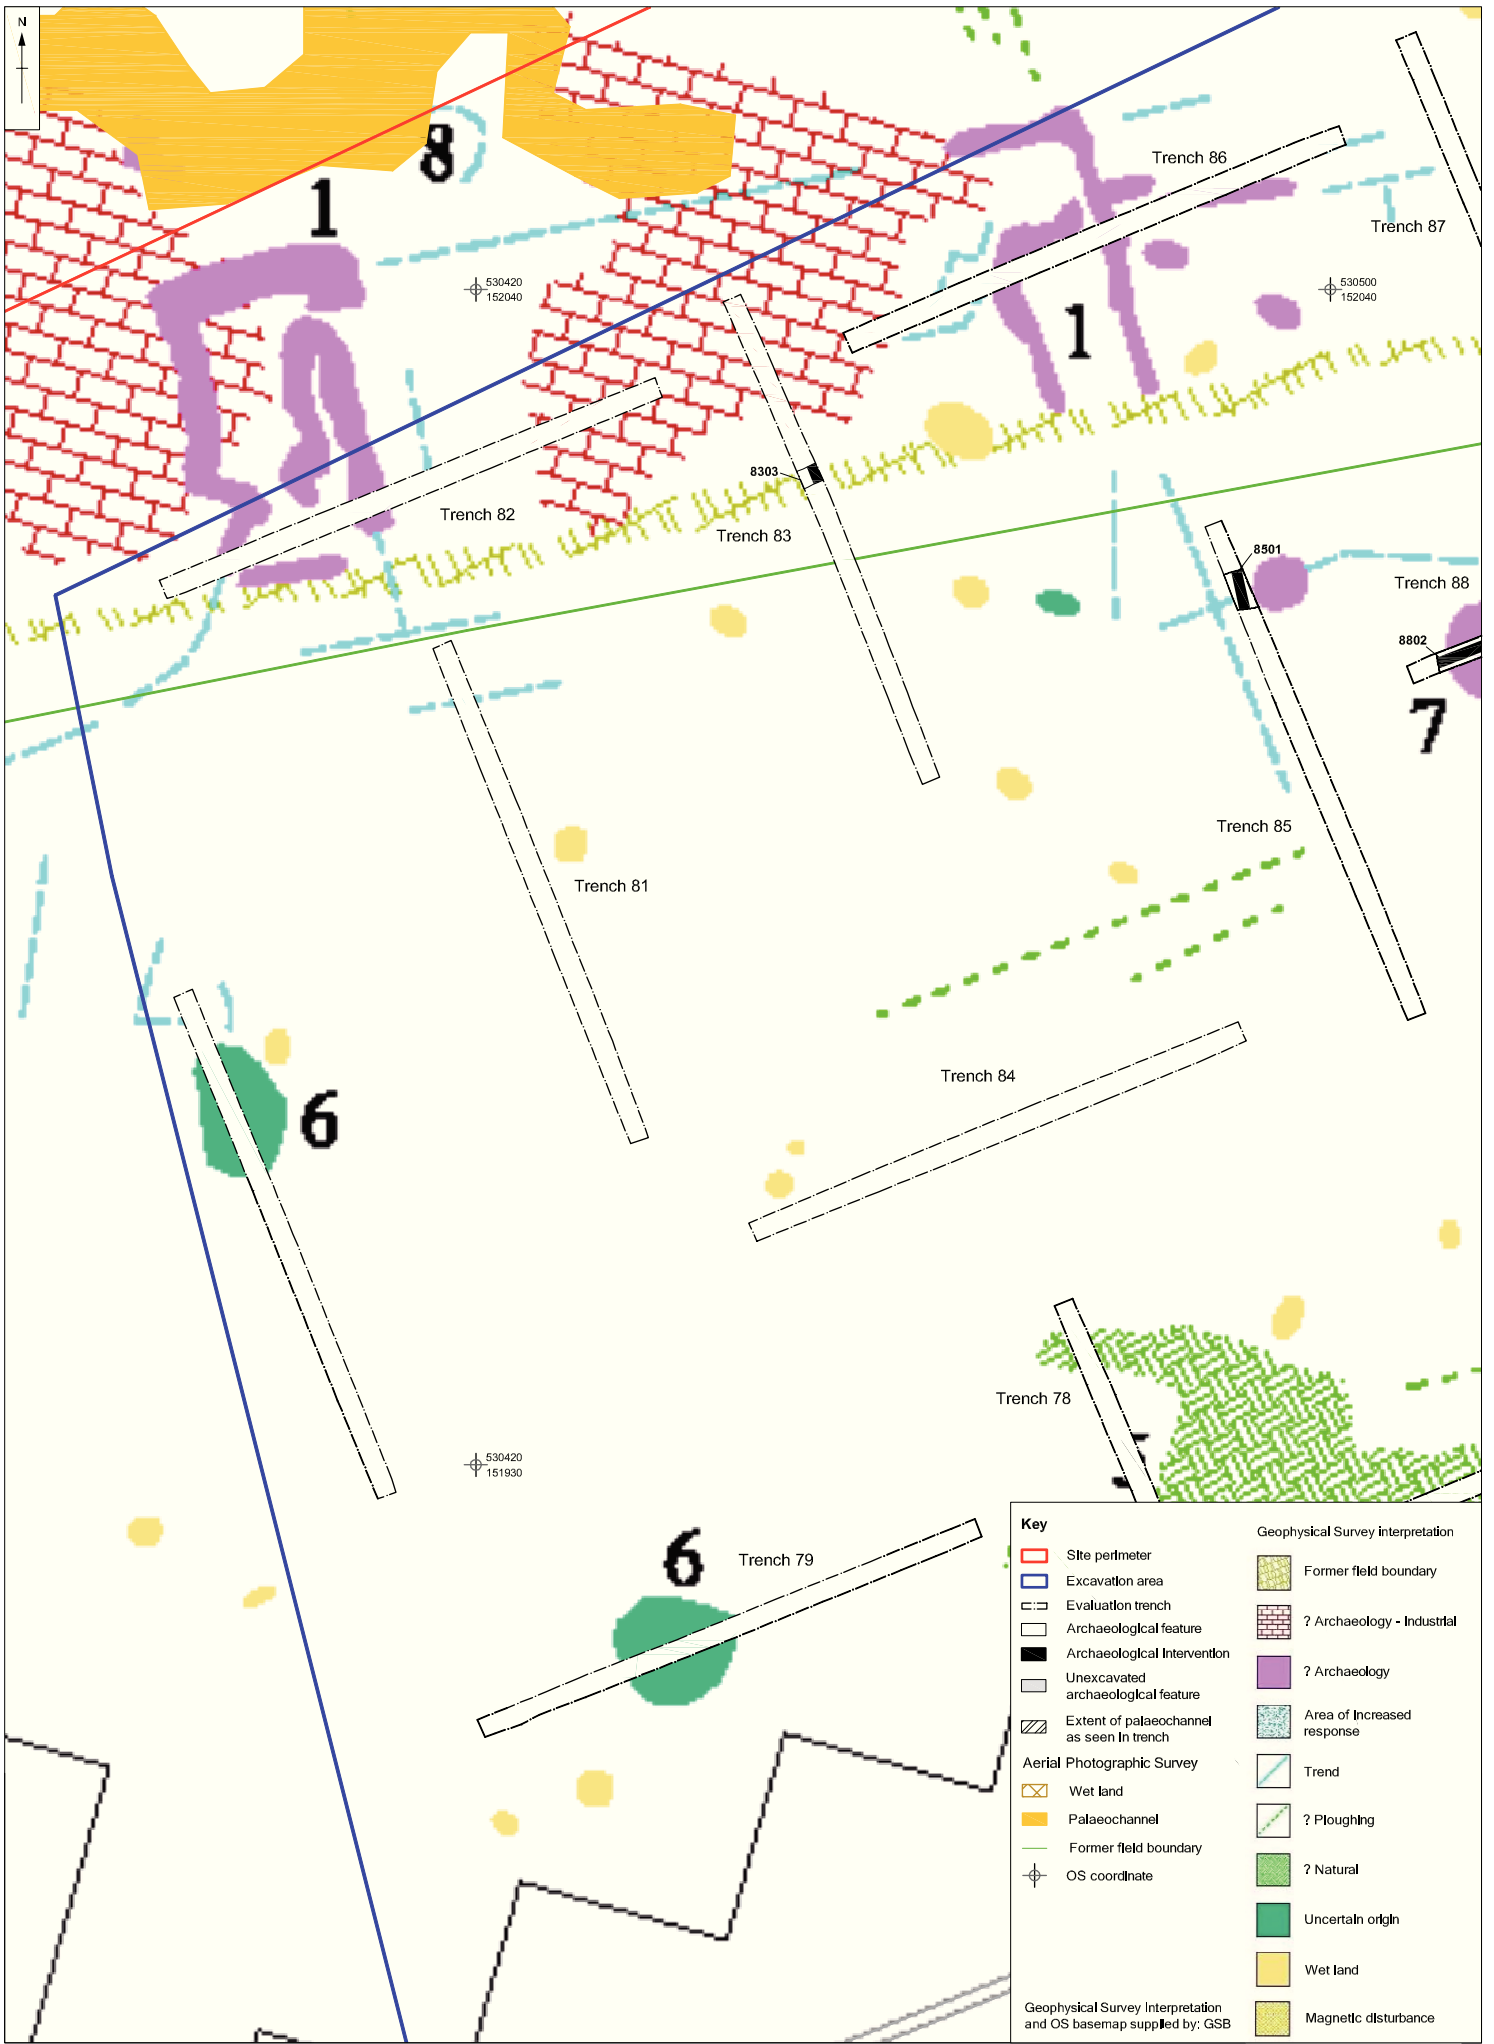 N
8
1
Trench 86
Trench 87
530420
152040
530500
152040
1
8303
Trench 82
Trench 83
8501
Trench 88
8802
7
Trench 85
Trench 81
Trench 84
6
Trench 78
530420
151930
6
Trench 79
Key
Site perimeter
Excavation area
Evaluation trench
Archaeological feature
Archaeological intervention
Unexcavated
archaeological feature
Extent of palaeochannel
as seen in trench
Aerial Photographic Survey
Wet land
Palaeochannel
Former field boundary
OS coordinate
Geophysical Survey Interpretation
and OS basemap supplied by: GSB
Geophysical Survey interpretation
Former field boundary
? Archaeology - Industrial
? Archaeology
Area of increased
response
Trend
? Ploughing
? Natural
Uncertain origin
Wet land
Magnetic disturbance